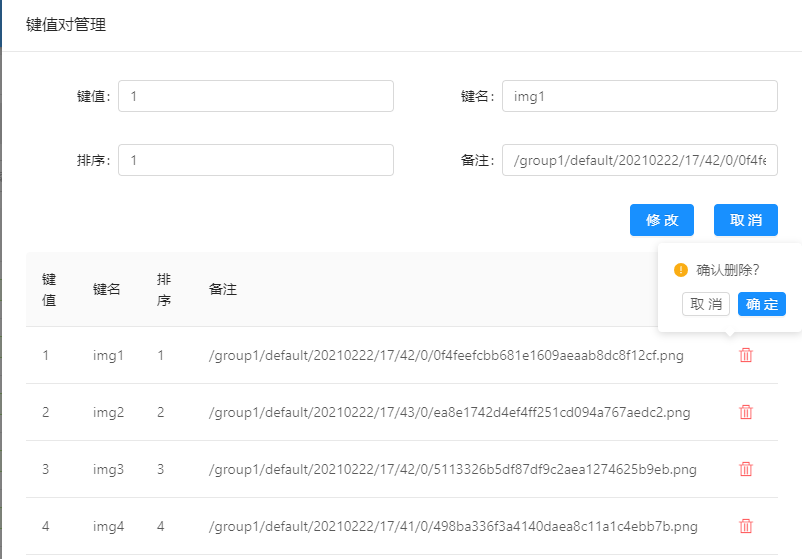 键值对管理
键值: 1 键名: img1
排序: 1 备注: /group1/default/20210222/17/42/0/0f4fe
修 改 取 消
确认删除?
取 消 确 定
键值 键名 排序 备注
1 img1 1 /group1/default/20210222/17/42/0/0f4feefcbb681e1609aeaab8dc8f12cf.png
2 img2 2 /group1/default/20210222/17/43/0/ea8e1742d4ef4ff251cd094a767aedc2.png
3 img3 3 /group1/default/20210222/17/42/0/5113326b5df87df9c2aea1274625b9eb.png
4 img4 4 /group1/default/20210222/17/41/0/498ba336f3a4140daea8c11a1c4ebb7b.png